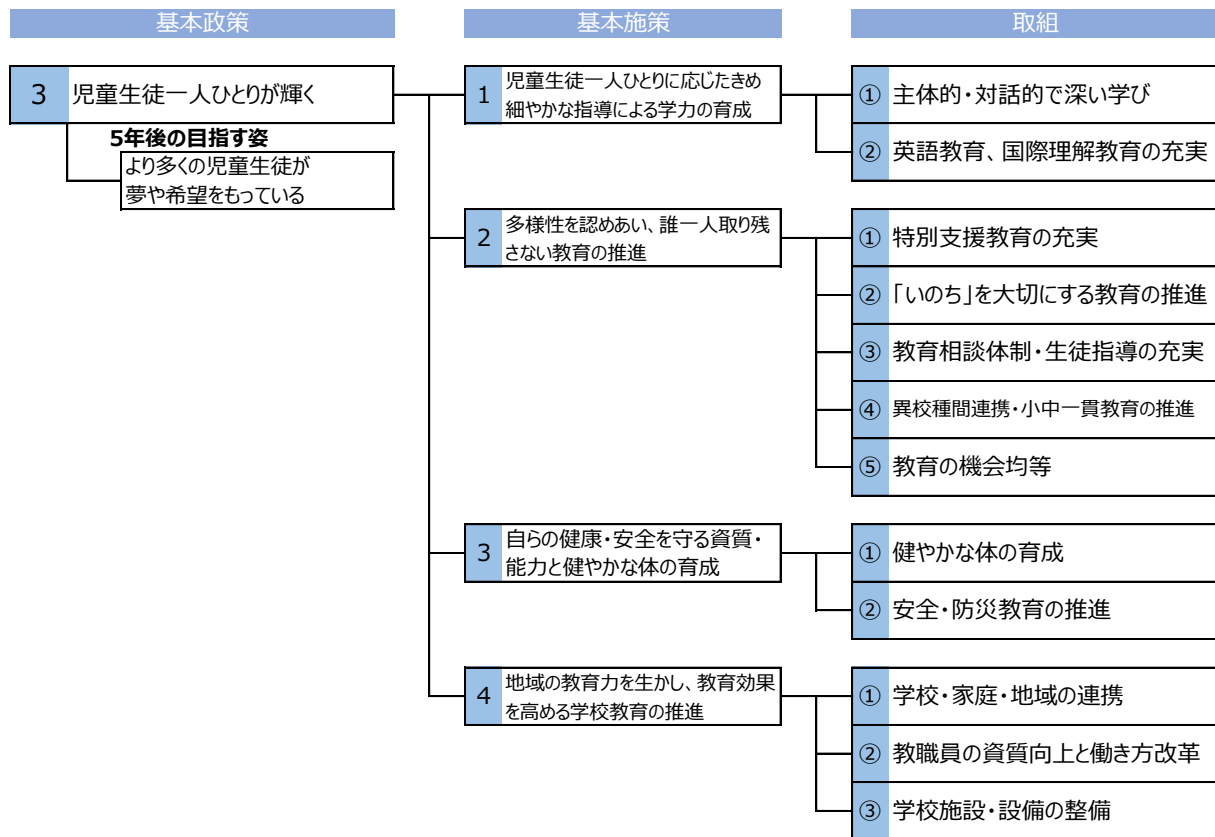 基本政策
基本施策
取組
3 児童生徒一人ひとりが輝く
5年後の目指す姿
より多くの児童生徒が
夢や希望をもっている
1 児童生徒一人ひとりに応じたきめ
細やかな指導による学力の育成
① 主体的・対話的で深い学び
② 英語教育、国際理解教育の充実
2 多様性を認めあい、誰一人取り残
さない教育の推進
① 特別支援教育の充実
② 「いのち」を大切にする教育の推進
③ 教育相談体制・生徒指導の充実
④ 異校種間連携・小中一貫教育の推進
⑤ 教育の機会均等
3 自らの健康・安全を守る資質・
能力と健やかな体の育成
① 健やかな体の育成
② 安全・防災教育の推進
4 地域の教育力を生かし、教育効果
を高める学校教育の推進
① 学校・家庭・地域の連携
② 教職員の資質向上と働き方改革
③ 学校施設・設備の整備